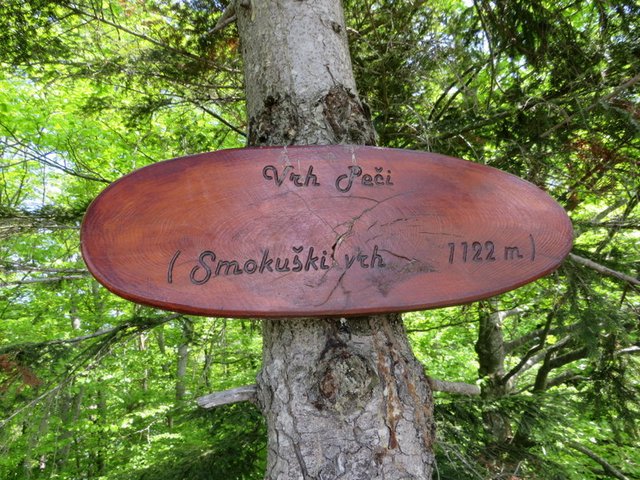 Vrh Peči
(Smokuški vrh 1122 m)